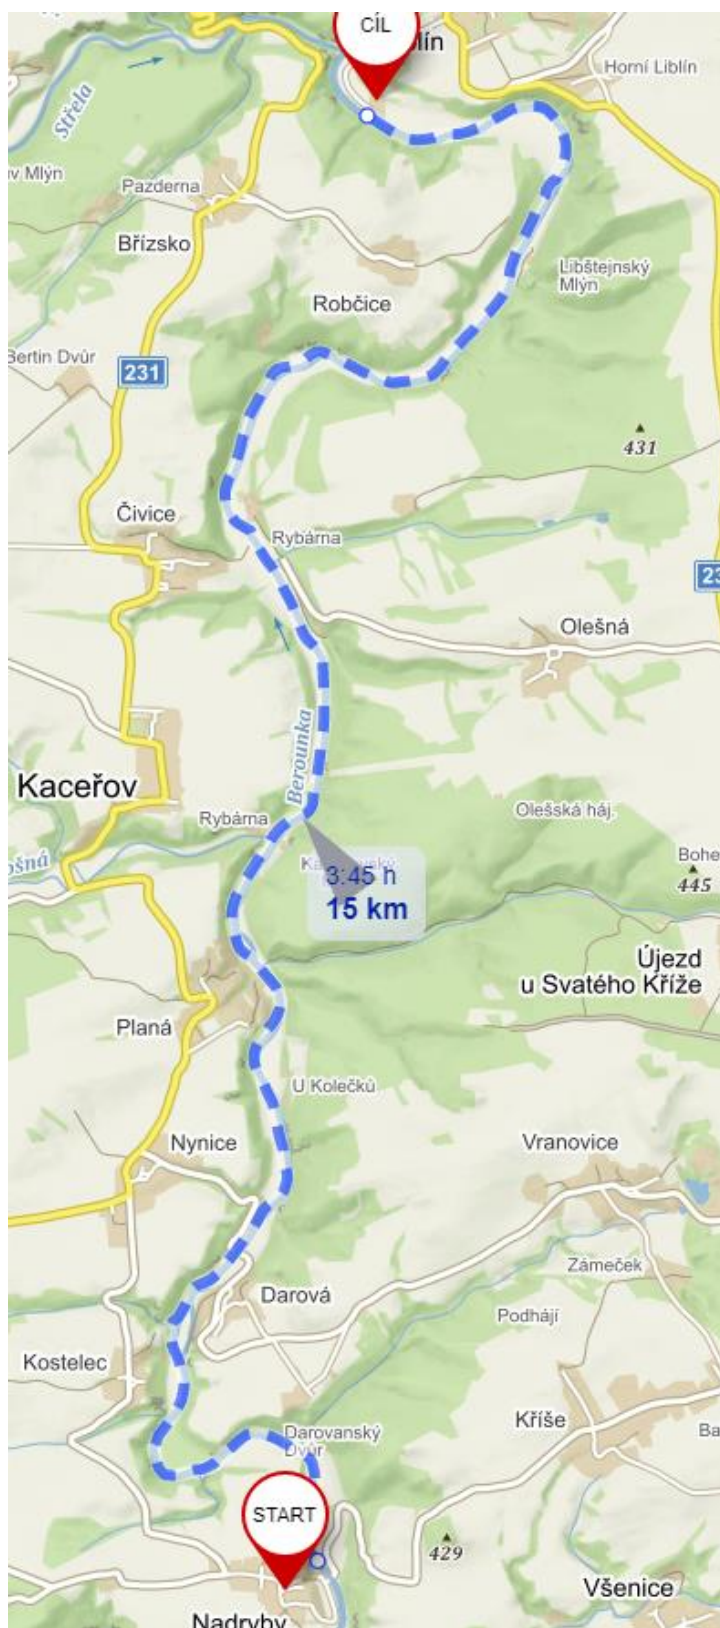 CÍL
lín
Horní Liblín
Střela
v Mlýn
Pazderna
Břízsko
Libštejnský
Mlýn
Robčice
Bertin Dvůr
231
431
Čivice
Rybárna
23
Olešná
Berounka
Kaceřov
Rybárna
Olešská háj.
ošná
3:45 h
15 km
Bohe
445
Újezd
u Svatého Kříže
Planá
U Kolečků
Nynice
Vranovice
Zámeček
Darová
Podhájí
Kostelec
Kříše
Ba
Darovanský
Dvůr
START
429
Všenice
Nadryby